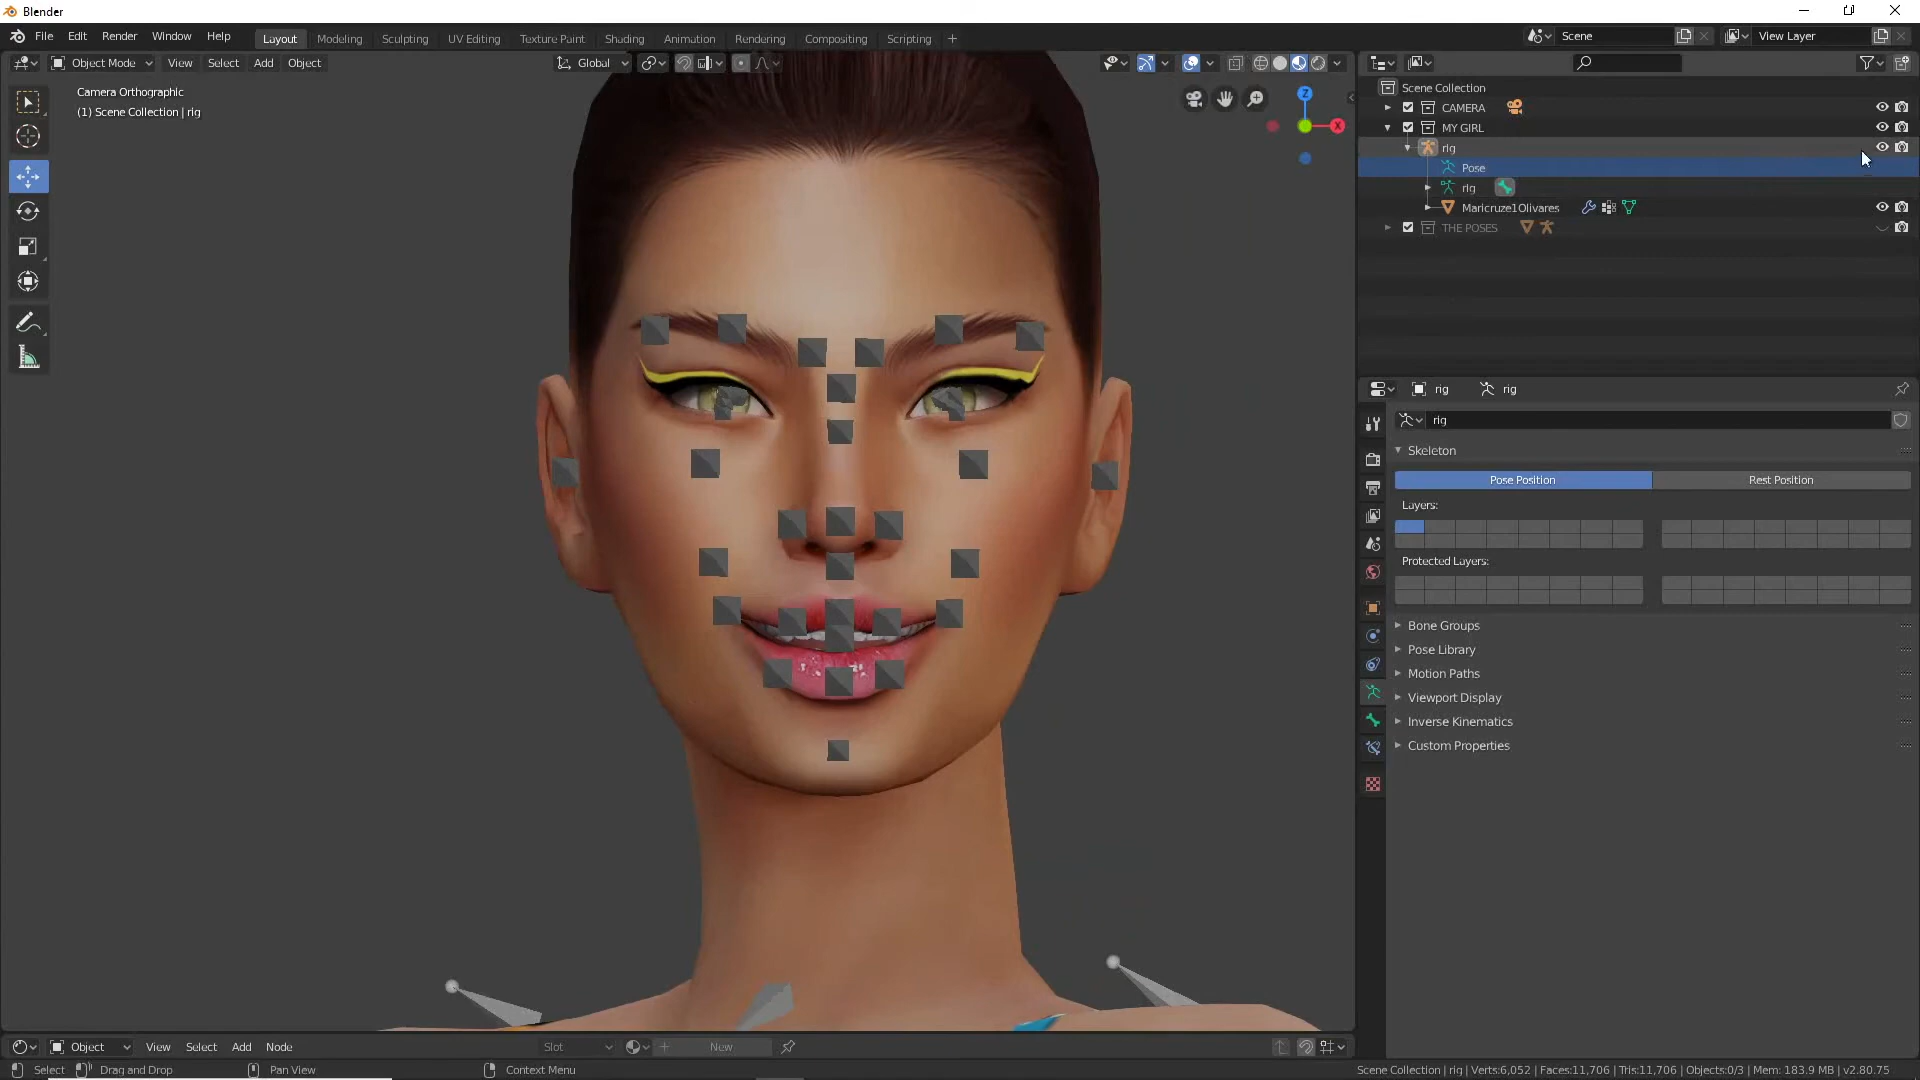 Blender
File Edit Render Window Help
Layout Modeling Sculpting UV Editing Texture Paint Shading Animation Rendering Compositing Scripting +
Scene View Layer
Object Mode View Select Add Object
Global
Camera Orthographic
(1) Scene Collection | rig
Z
X
Scene Collection
CAMERA
MY GIRL
rig
Pose
rig
Maricruze1Olivares
THE POSES
rig rig
rig
Skeleton
Pose Position Rest Position
Layers:
Protected Layers:
Bone Groups
Pose Library
Motion Paths
Viewport Display
Inverse Kinematics
Custom Properties
Object View Select Add Node
Slot New
Select Drag and Drop Pan View Context Menu
Scene Collection | rig | Verts:6,052 | Faces:11,706 | Tris:11,706 | Objects:0/3 | Mem: 183.9 MB | v2.80.75